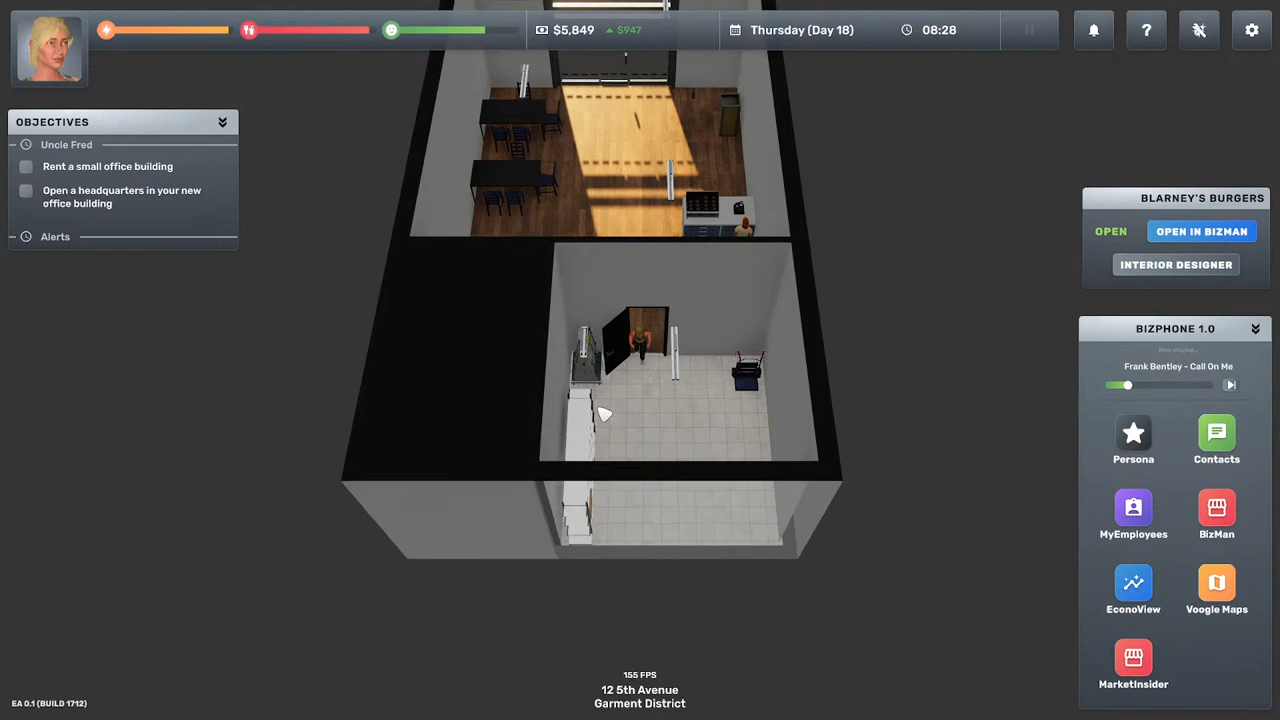 $5,849
$947
Thursday (Day 18)
08:28
?
OBJECTIVES
Uncle Fred
Rent a small office building
Open a headquarters in your new
office building
Alerts
BLARNEY'S BURGERS
OPEN
OPEN IN BIZMAN
INTERIOR DESIGNER
BIZPHONE 1.0
Now playing...
Frank Bentley - Call On Me
Persona
Contacts
MyEmployees
BizMan
EconoView
Voogle Maps
MarketInsider
155 FPS
12 5th Avenue
Garment District
EA 0.1 (BUILD 1712)